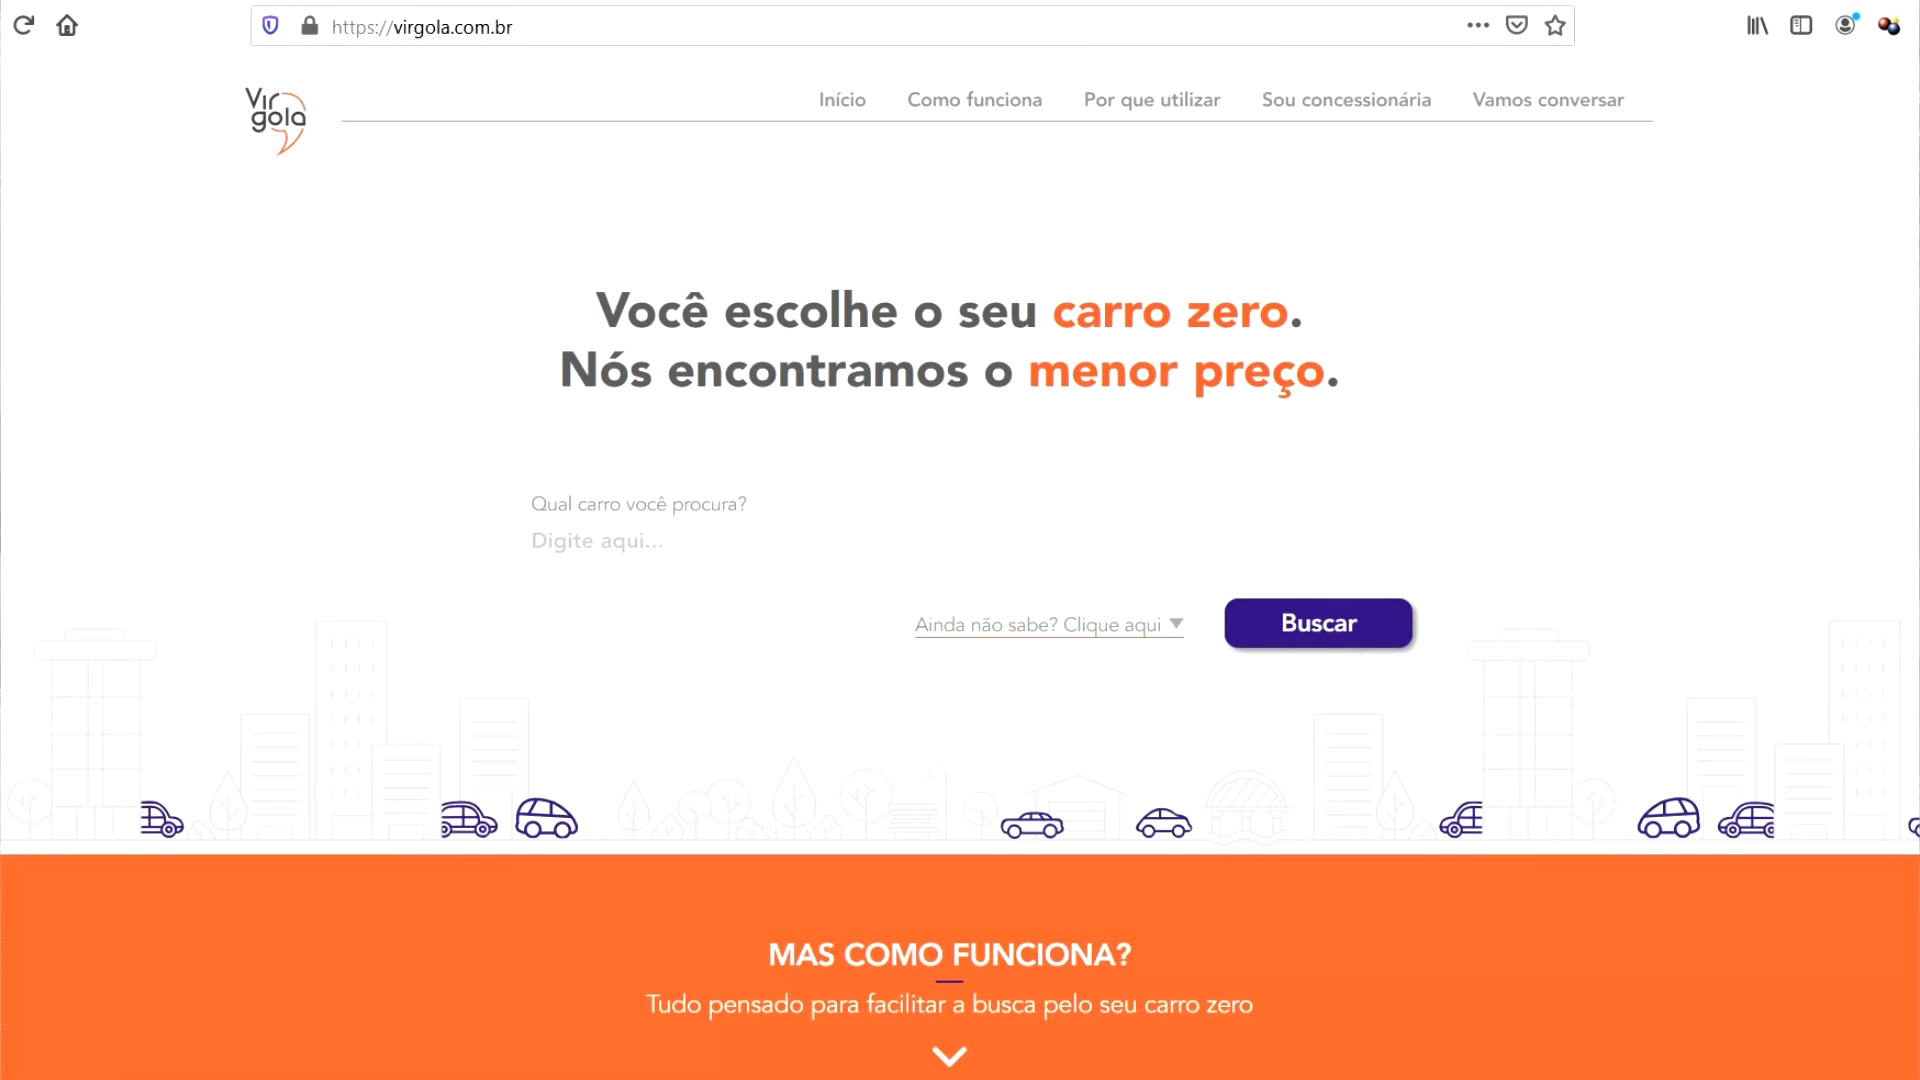 https://virgola.com.br
Vir
gola
Início Como funciona Por que utilizar Sou concessionária Vamos conversar
Você escolhe o seu carro zero.
Nós encontramos o menor preço.
Qual carro você procura?
Digite aqui...
Ainda não sabe? Clique aqui
Buscar
MAS COMO FUNCIONA?
Tudo pensado para facilitar a busca pelo seu carro zero